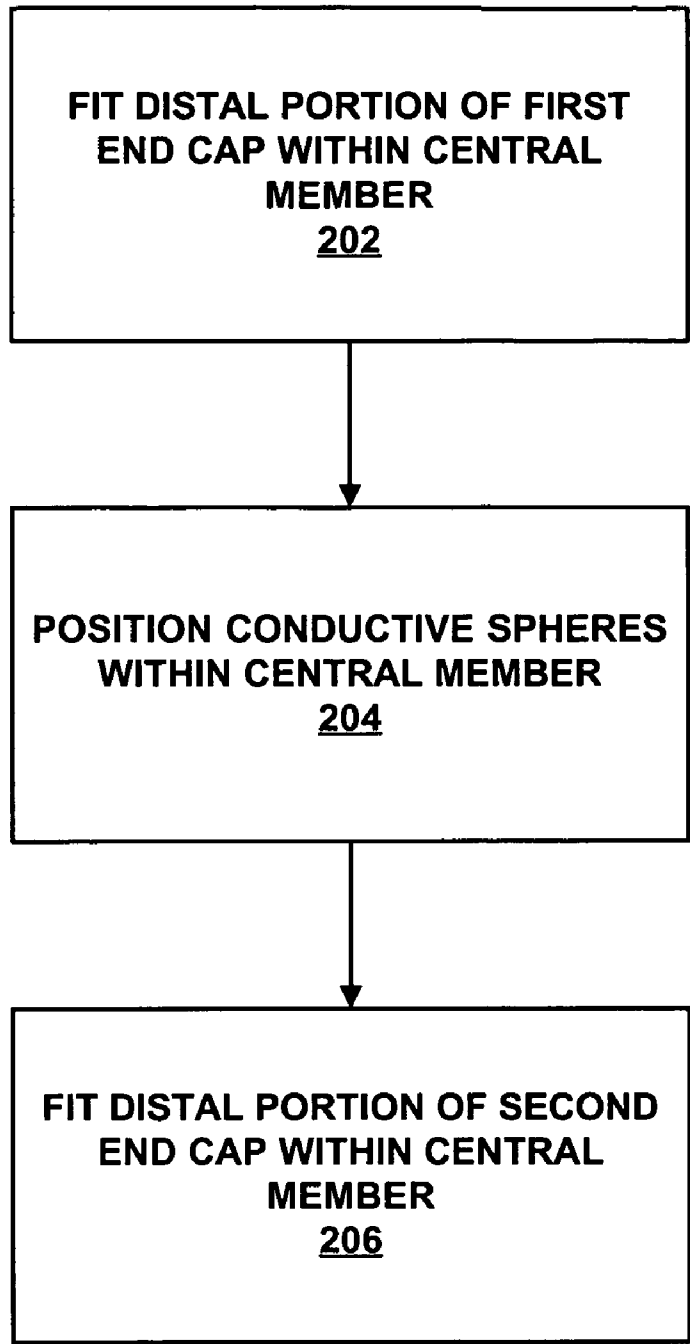 FIT DISTAL PORTION OF FIRST
END CAP WITHIN CENTRAL
MEMBER
202
POSITION CONDUCTIVE SPHERES
WITHIN CENTRAL MEMBER
204
FIT DISTAL PORTION OF SECOND
END CAP WITHIN CENTRAL
MEMBER
206